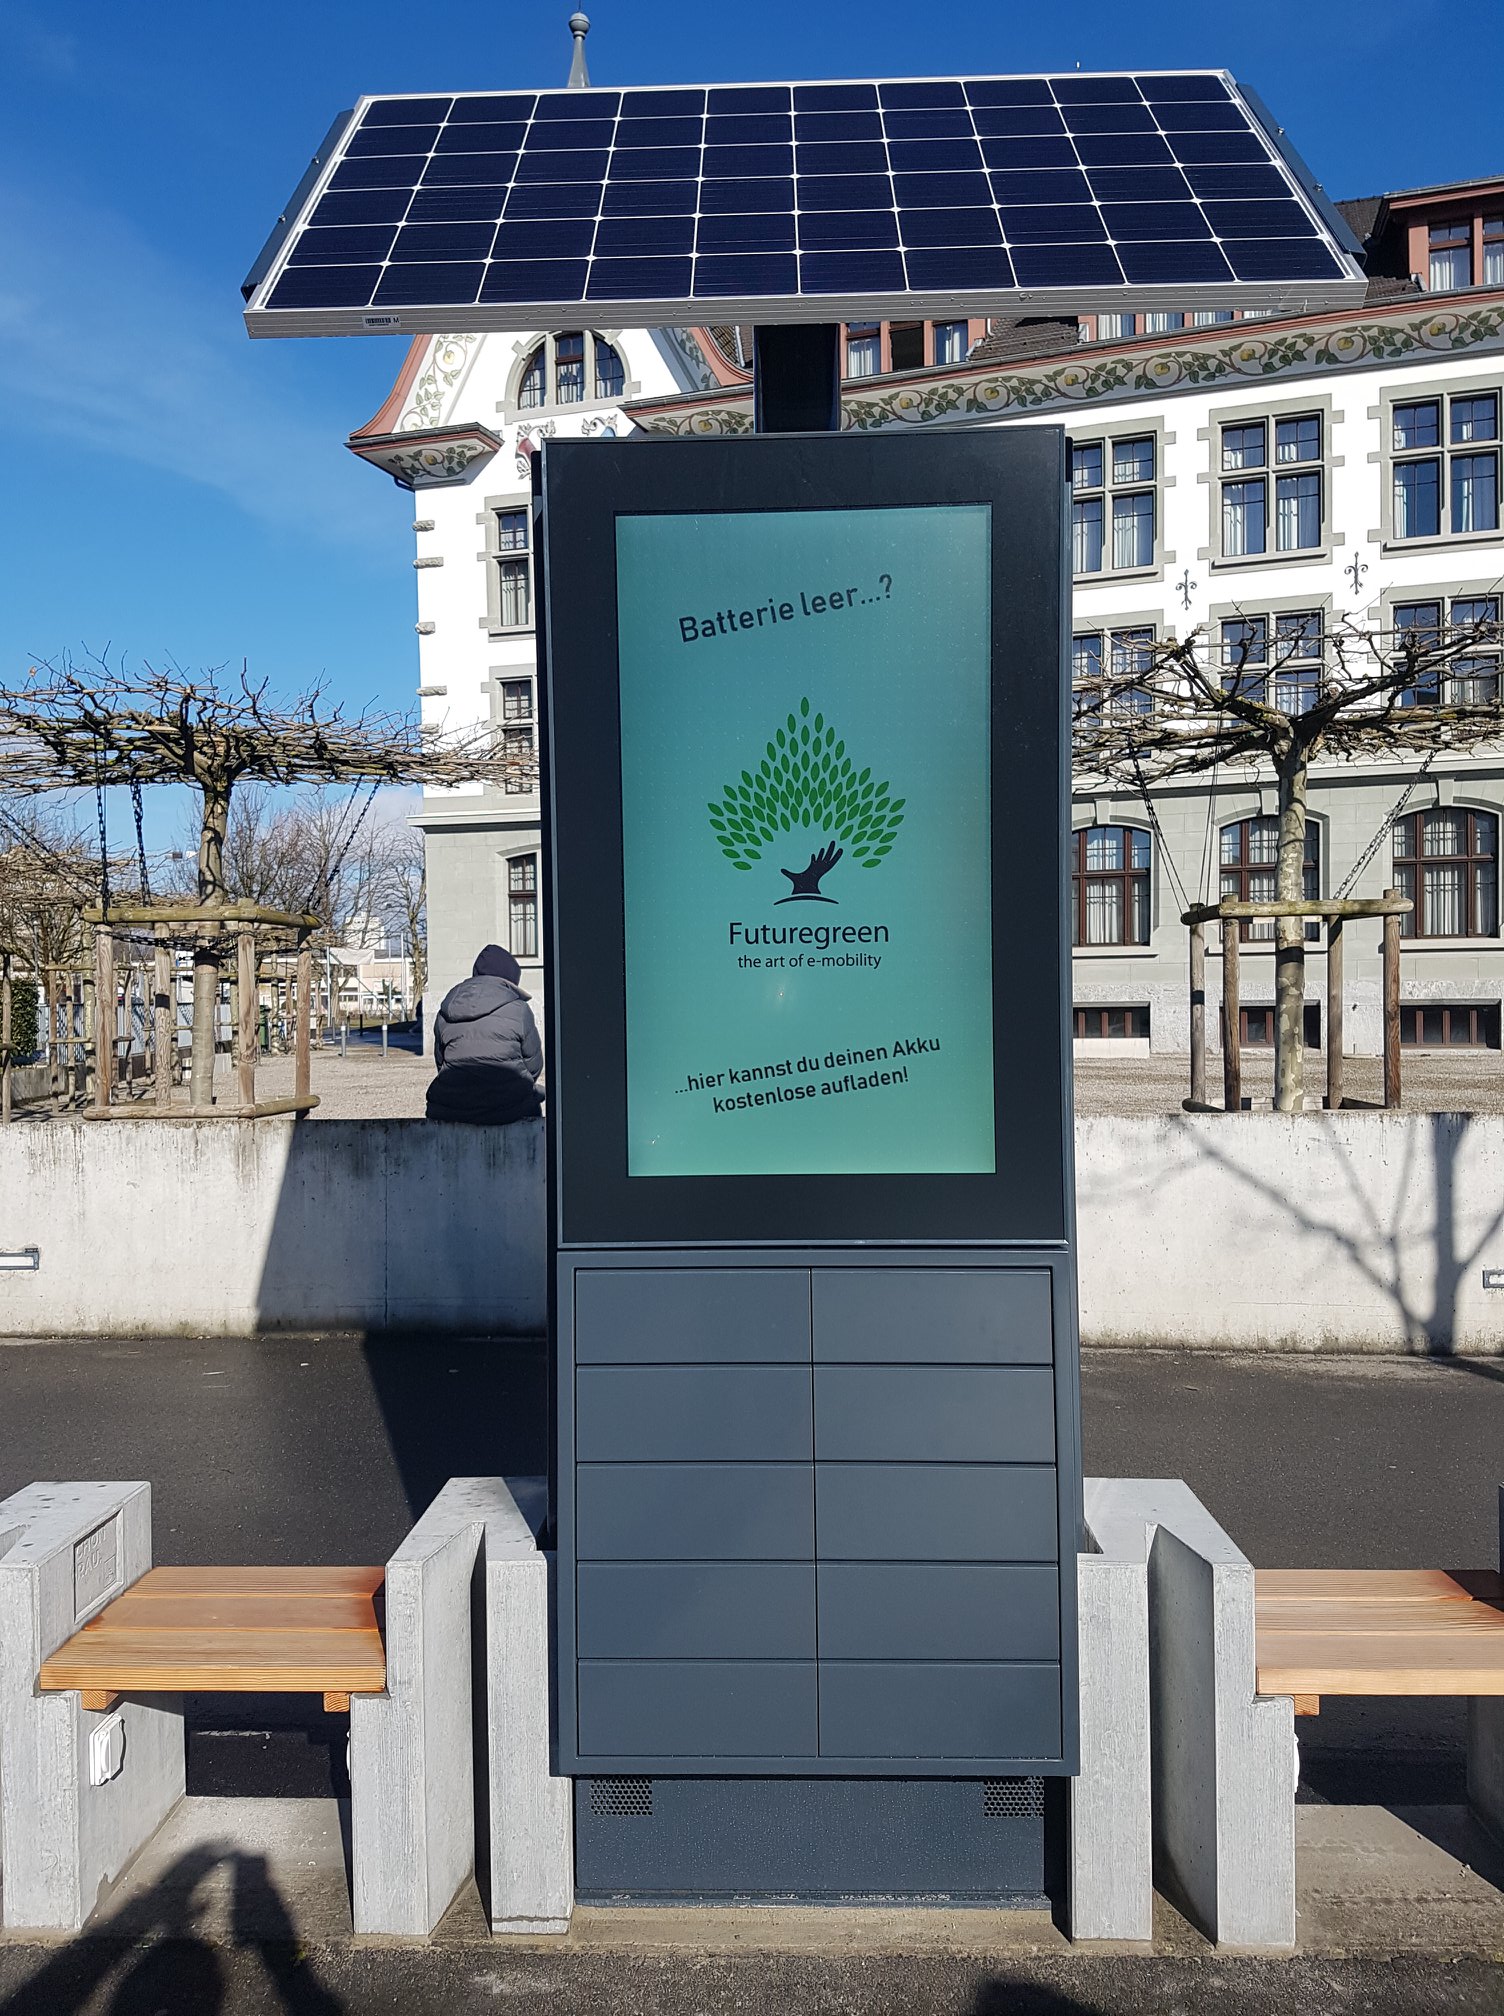 Batterie leer...?
Futuregreen
the art of e-mobility
...hier kannst du deinen Akku
kostenlose aufladen!